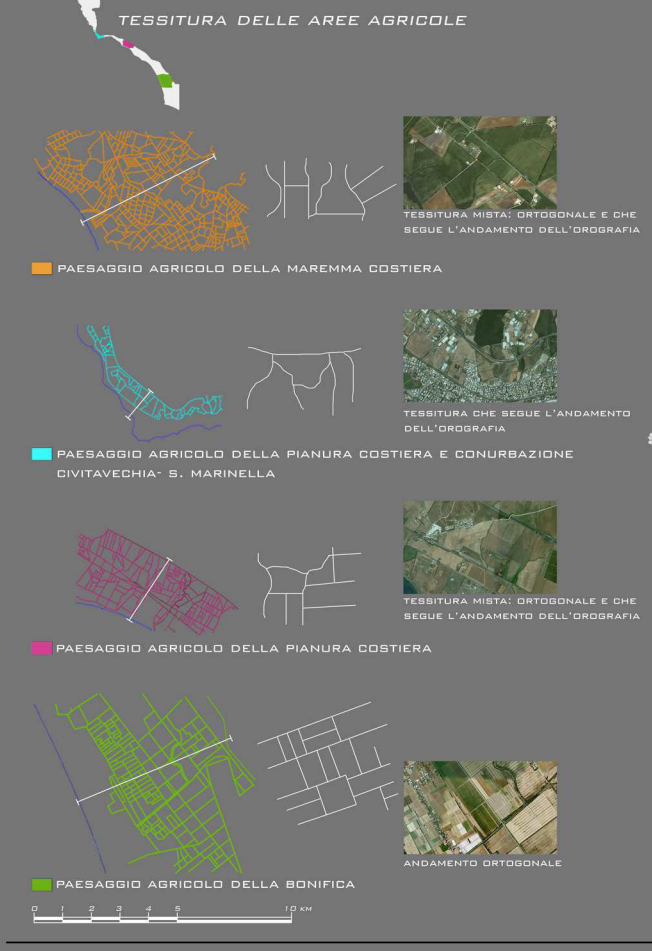 TESSITURA DELLE AREE AGRICOLE
TESSITURA MISTA: ORTOGONALE E CHE
SEGUE L'ANDAMENTO DELL'OROGRAFIA
PAESAGGIO AGRICOLO DELLA MAREMMA COSTIERA
TESSITURA CHE SEGUE L'ANDAMENTO
DELL'OROGRAFIA
PAESAGGIO AGRICOLO DELLA PIANURA COSTIERA E CONURBAZIONE
CIVITAVECHIA- S. MARINELLA
TESSITURA MISTA: ORTOGONALE E CHE
SEGUE L'ANDAMENTO DELL'OROGRAFIA
PAESAGGIO AGRICOLO DELLA PIANURA COSTIERA
ANDAMENTO ORTOGONALE
PAESAGGIO AGRICOLO DELLA BONIFICA
0 1 2 3 4 5 10 KM